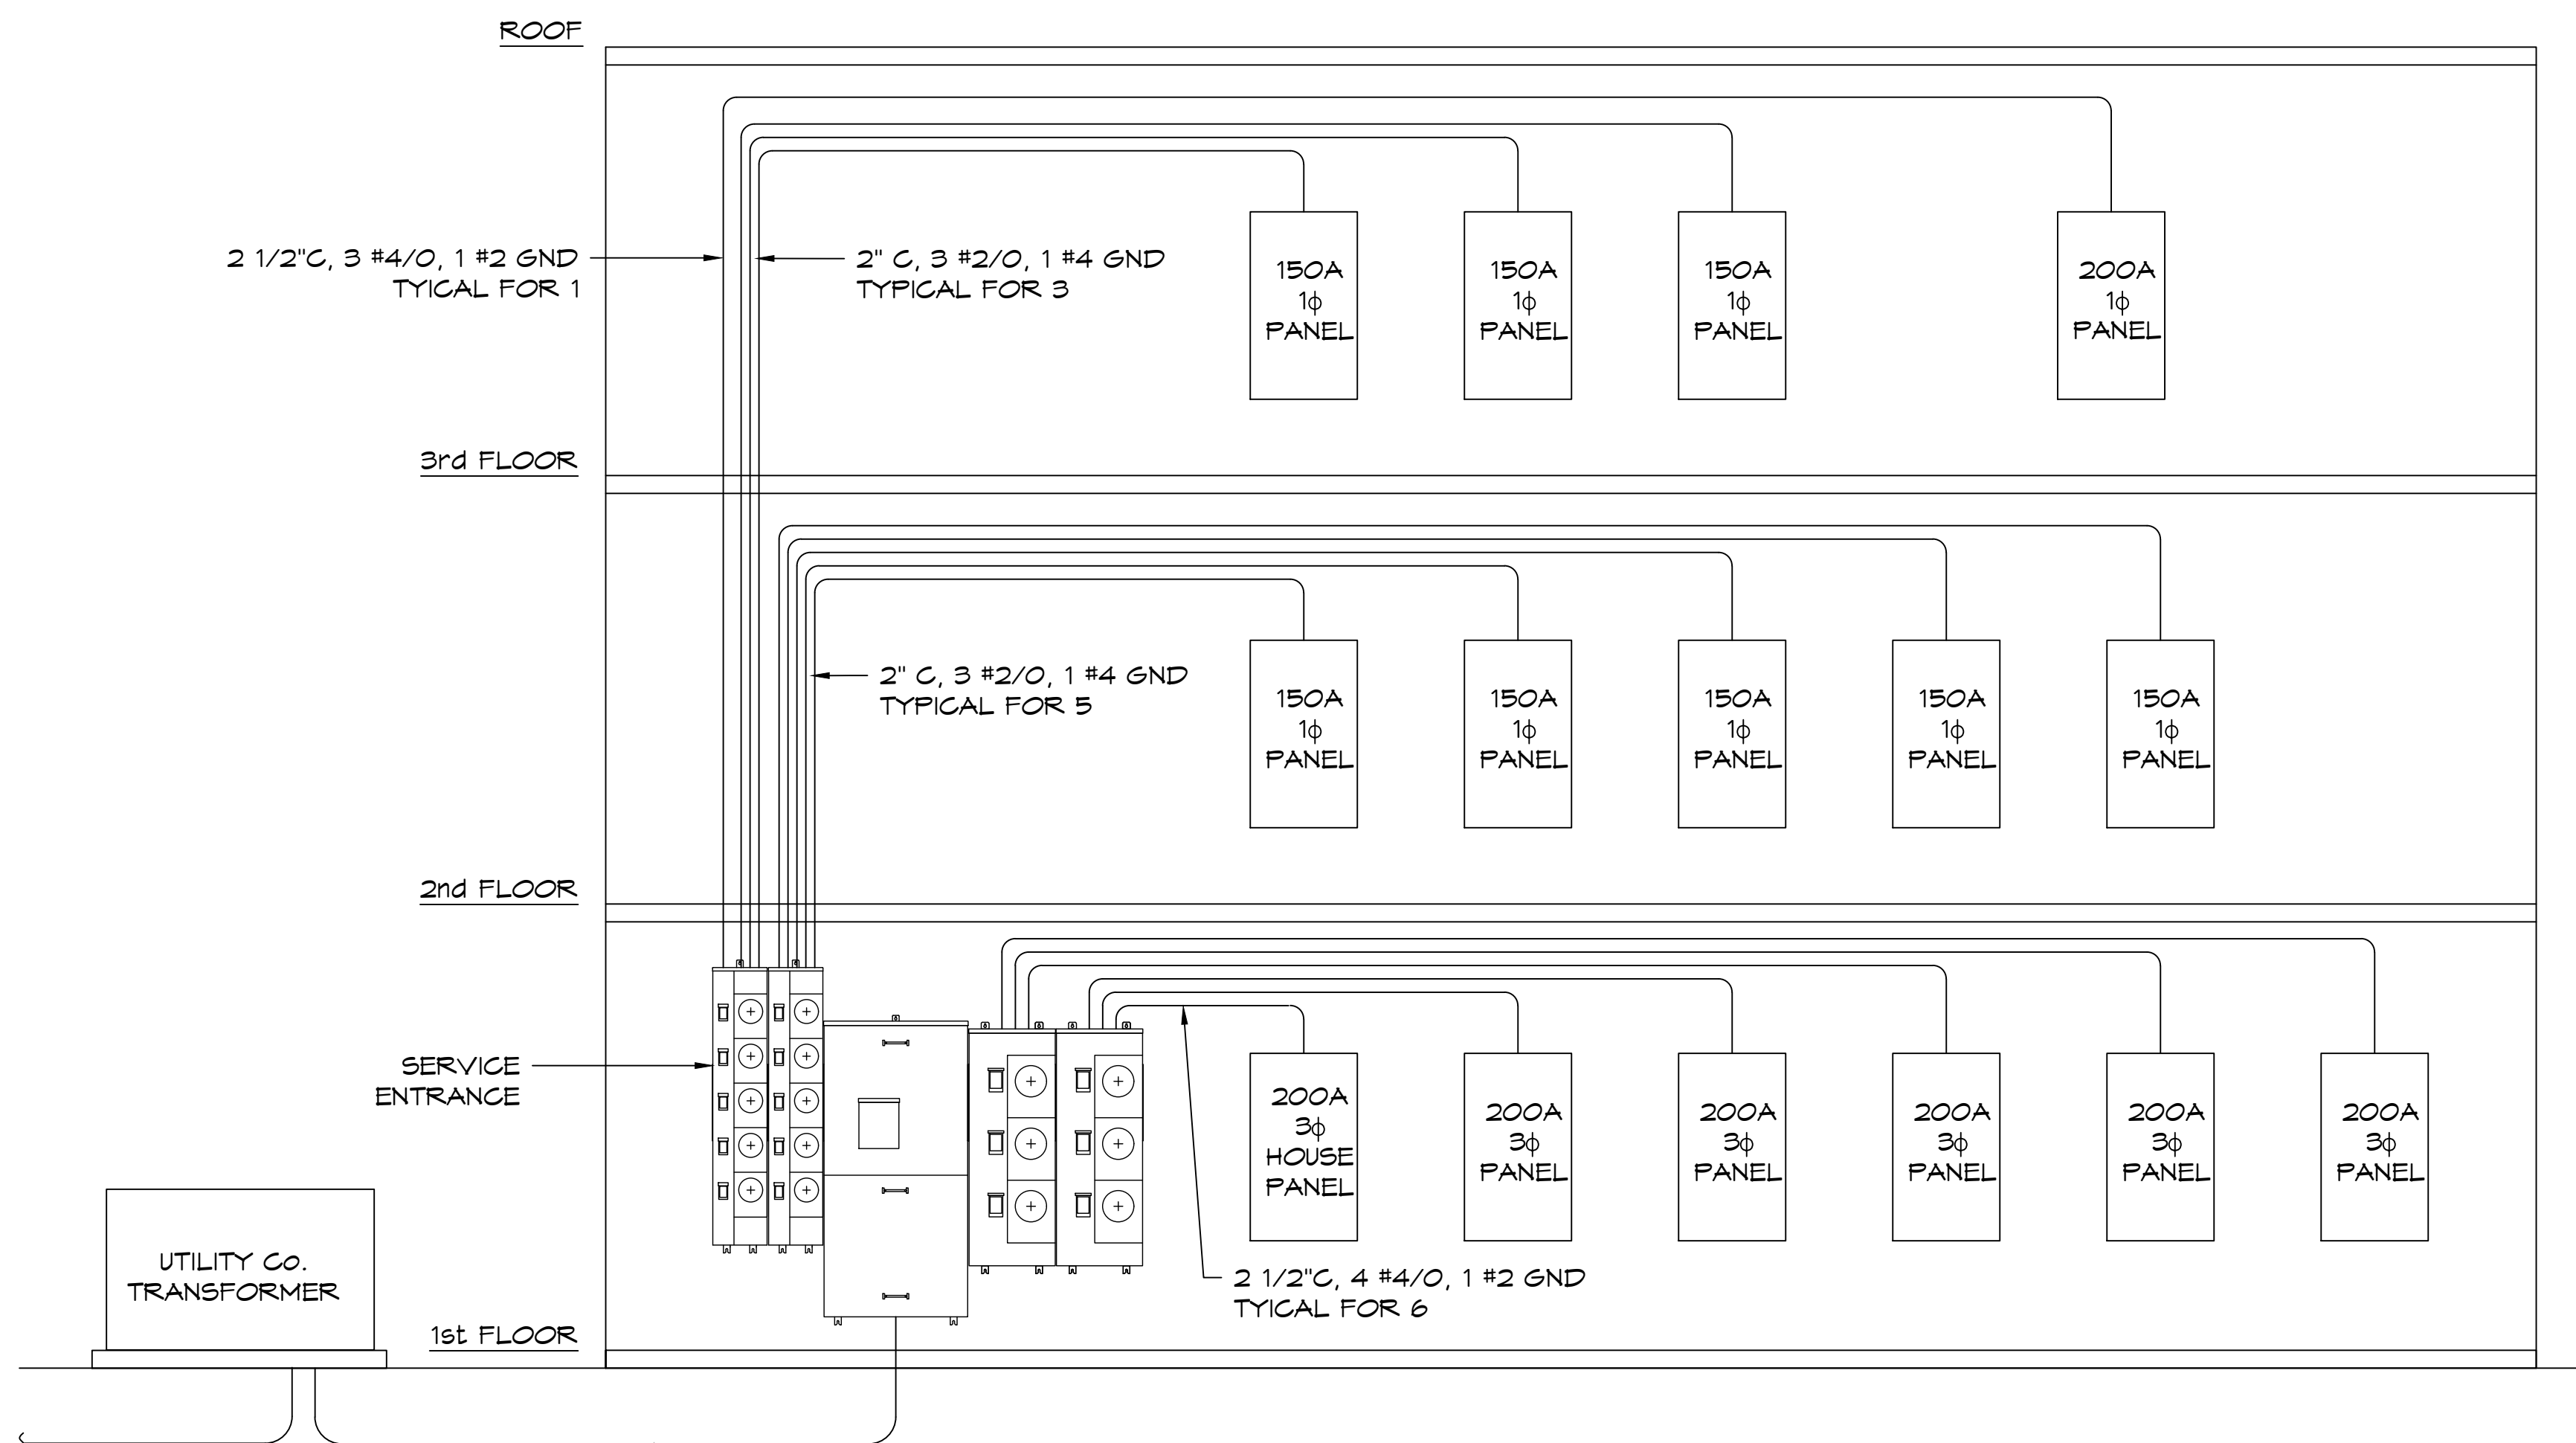 ROOF
2 1/2"C, 3 #4/0, 1 #2 GND
TYICAL FOR 1
2" C, 3 #2/0, 1 #4 GND
TYPICAL FOR 3
150A
1ϕ
PANEL
150A
1ϕ
PANEL
150A
1ϕ
PANEL
200A
1ϕ
PANEL
3rd FLOOR
2" C, 3 #2/0, 1 #4 GND
TYPICAL FOR 5
150A
1ϕ
PANEL
150A
1ϕ
PANEL
150A
1ϕ
PANEL
150A
1ϕ
PANEL
150A
1ϕ
PANEL
2nd FLOOR
SERVICE
ENTRANCE
200A
3ϕ
HOUSE
PANEL
200A
3ϕ
PANEL
200A
3ϕ
PANEL
200A
3ϕ
PANEL
200A
3ϕ
PANEL
200A
3ϕ
PANEL
UTILITY Co.
TRANSFORMER
2 1/2"C, 4 #4/0, 1 #2 GND
TYICAL FOR 6
1st FLOOR